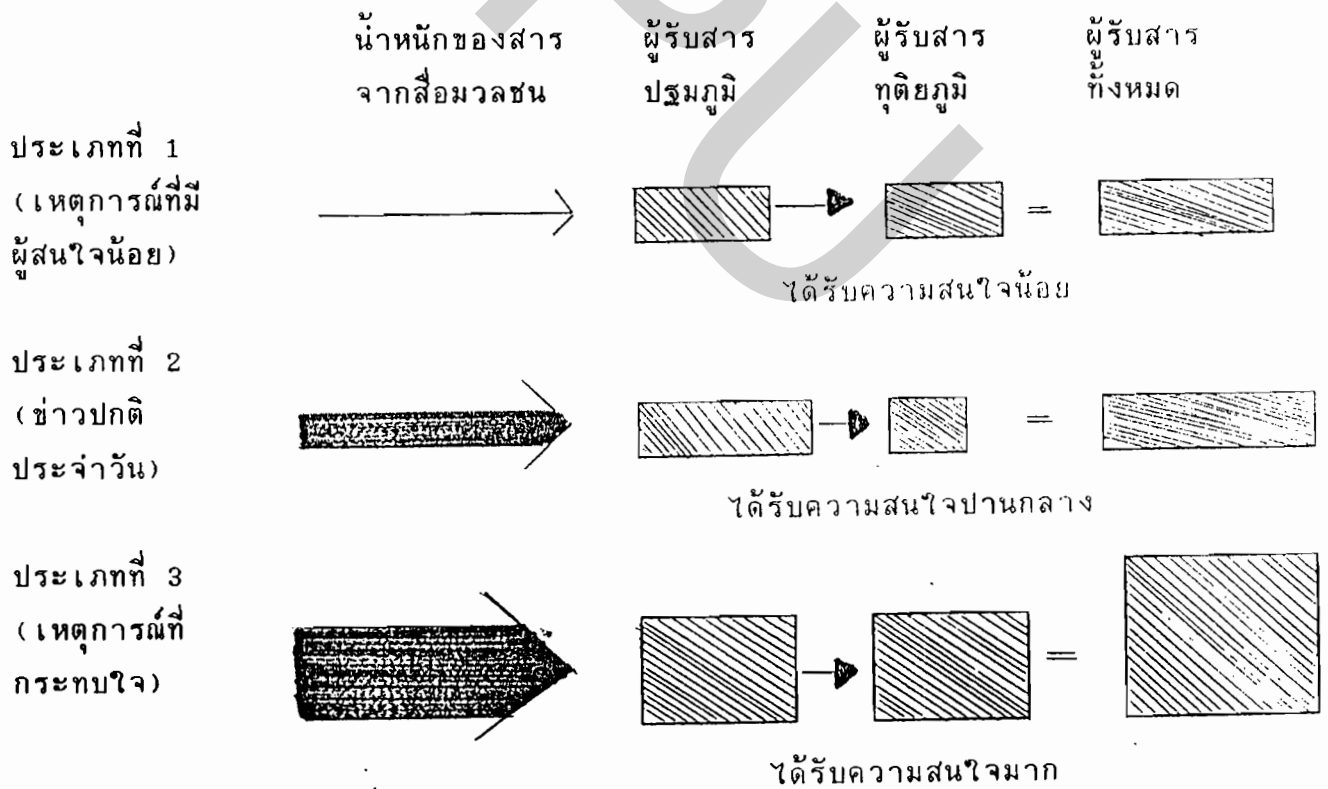 น้ำหนักของสาร ผู้รับสาร ผู้รับสาร ผู้รับสาร
จากสื่อมวลชน ปฐมภูมิ ทุติยภูมิ ทั้งหมด
ประเภทที่ 1
(เหตุการณ์ที่มี
ผู้สนใจน้อย)
=
ได้รับความสนใจน้อย
ประเภทที่ 2
(ข่าวปกติ
ประจำวัน)
=
ได้รับความสนใจปานกลาง
ประเภทที่ 3
(เหตุการณ์ที่
กระทบใจ)
=
ได้รับความสนใจมาก